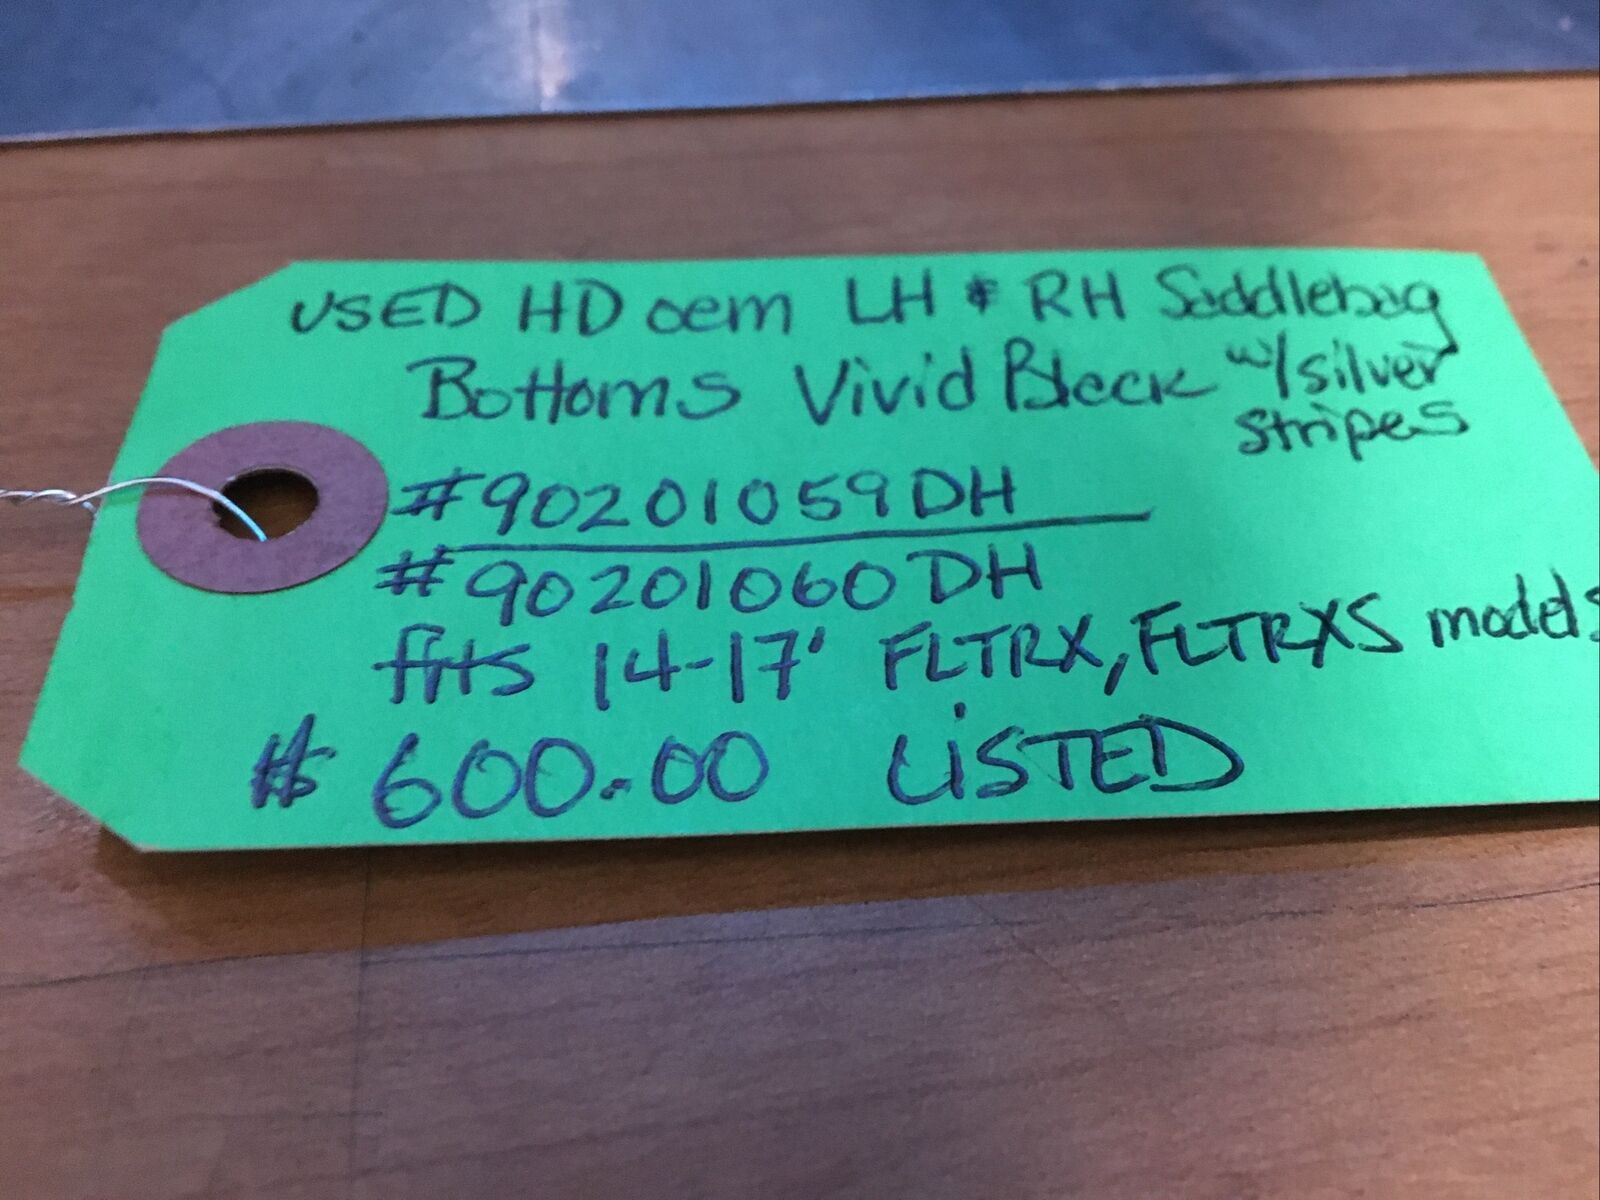 USED HD oem LH & RH Saddlebag
Bottoms Vivid Black w/silver
stripes
#90201059DH
#90201060DH
fits 14-17' FLTRX, FLTRXS models
$ 600.00 LiSTED